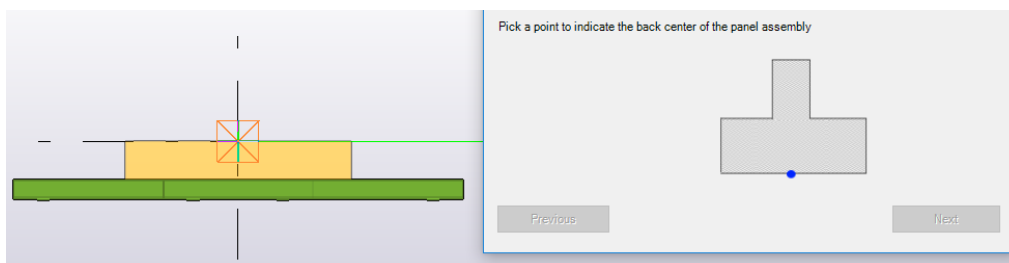 Pick a point to indicate the back center of the panel assembly
Previous
Next